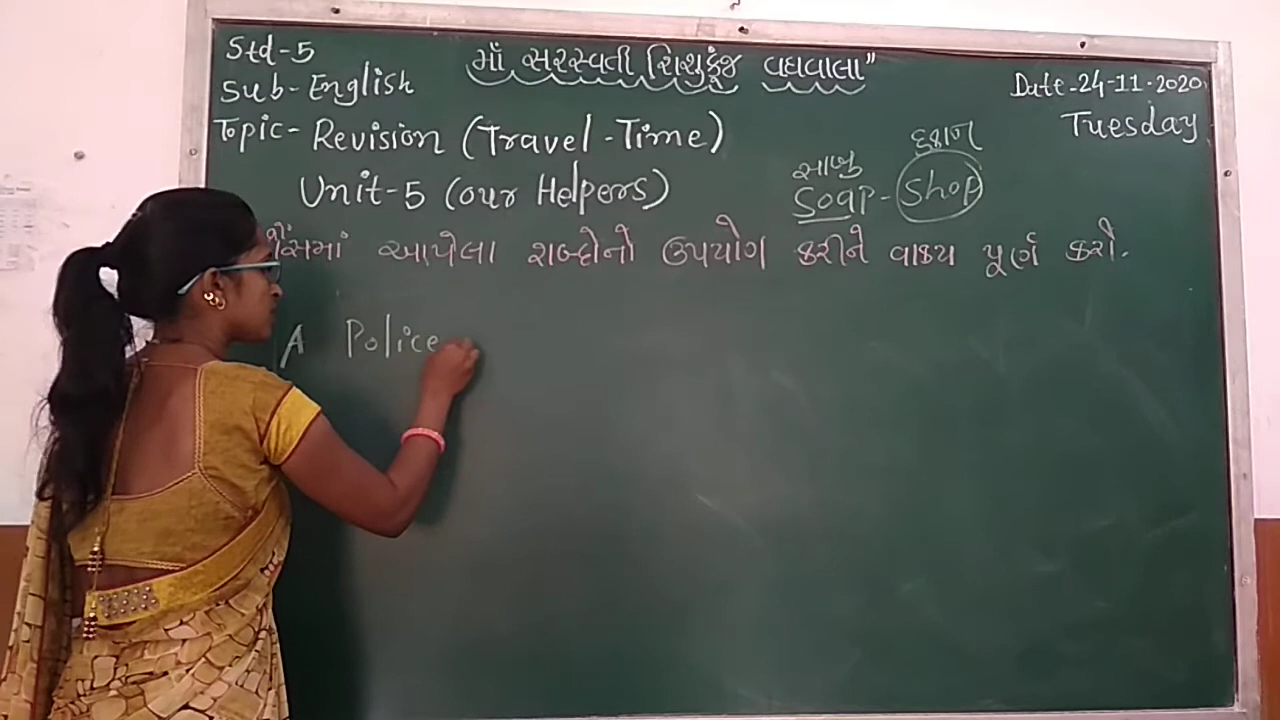 Std-5
Sub-English
માઁ સરસ્વતી શિશુકુંજ વઘવાલા"
Date-24-11-2020
Tuesday
Topic- Revision (Travel-Time)
Unit-5 (our Helpers)
સાબુ દુકાન
Soap - Shop
આપેલા શબ્દોનો ઉપયોગ કરીને વાક્ય પૂર્ણ કરો.
A Police